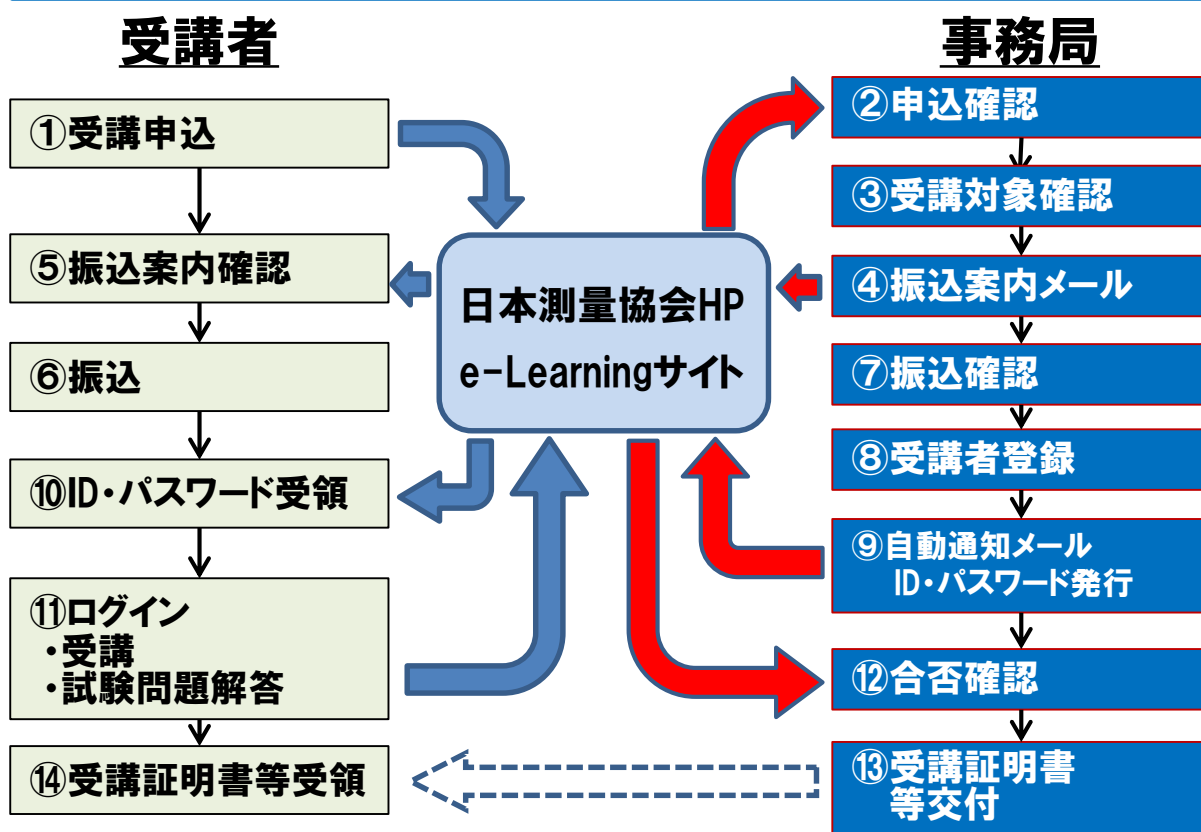 受講者
事務局
①受講申込
⑤振込案内確認
⑥振込
⑩ID・パスワード受領
⑪ログイン
・受講
・試験問題解答
⑭受講証明書等受領
日本測量協会HP
e-Learningサイト
②申込確認
③受講対象確認
④振込案内メール
⑦振込確認
⑧受講者登録
⑨自動通知メール
ID・パスワード発行
⑫合否確認
⑬受講証明書
等交付